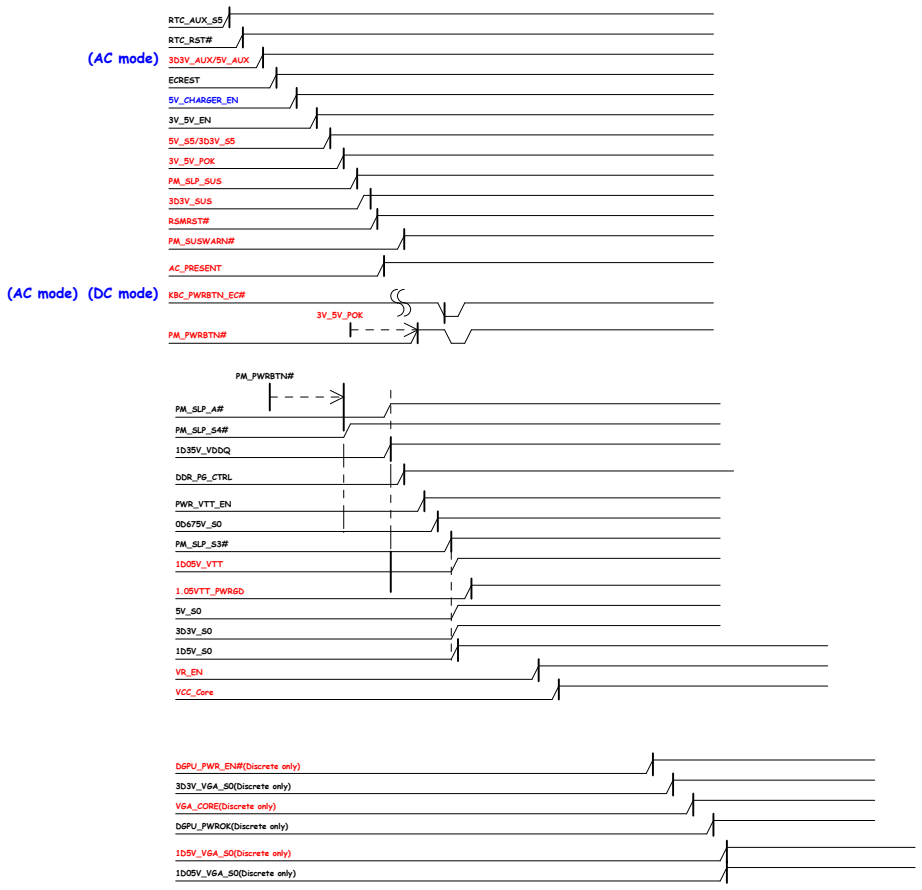 RTC_AUX_S5
RTC_RST#
(AC mode) 3D3V_AUX/5V_AUX
ECREST
5V_CHARGER_EN
3V_5V_EN
5V_S5/3D3V_S5
3V_5V_POK
PM_SLP_SUS
3D3V_SUS
RSMRST#
PM_SUSWARN#
AC_PRESENT
(AC mode) (DC mode) KBC_PWRBTN_EC#
3V_5V_POK
PM_PWRBTN#
PM_PWRBTN#
PM_SLP_A#
PM_SLP_S4#
1D35V_VDDQ
DDR_PG_CTRL
PWR_VTT_EN
0D675V_S0
PM_SLP_S3#
1D05V_VTT
1.05VTT_PWRGD
5V_S0
3D3V_S0
1D5V_S0
VR_EN
VCC_Core
DGPU_PWR_EN#(Discrete only)
3D3V_VGA_S0(Discrete only)
VGA_CORE(Discrete only)
DGPU_PWROK(Discrete only)
1D5V_VGA_S0(Discrete only)
1D05V_VGA_S0(Discrete only)